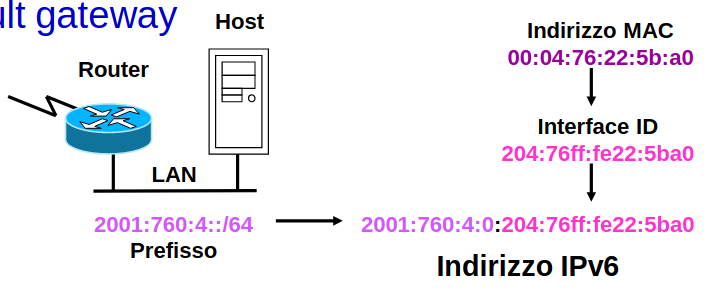 ult gateway
Host
Router
LAN
2001:760:4::/64
Prefisso
Indirizzo MAC
00:04:76:22:5b:a0
Interface ID
204:76ff:fe22:5ba0
2001:760:4:0:204:76ff:fe22:5ba0
Indirizzo IPv6